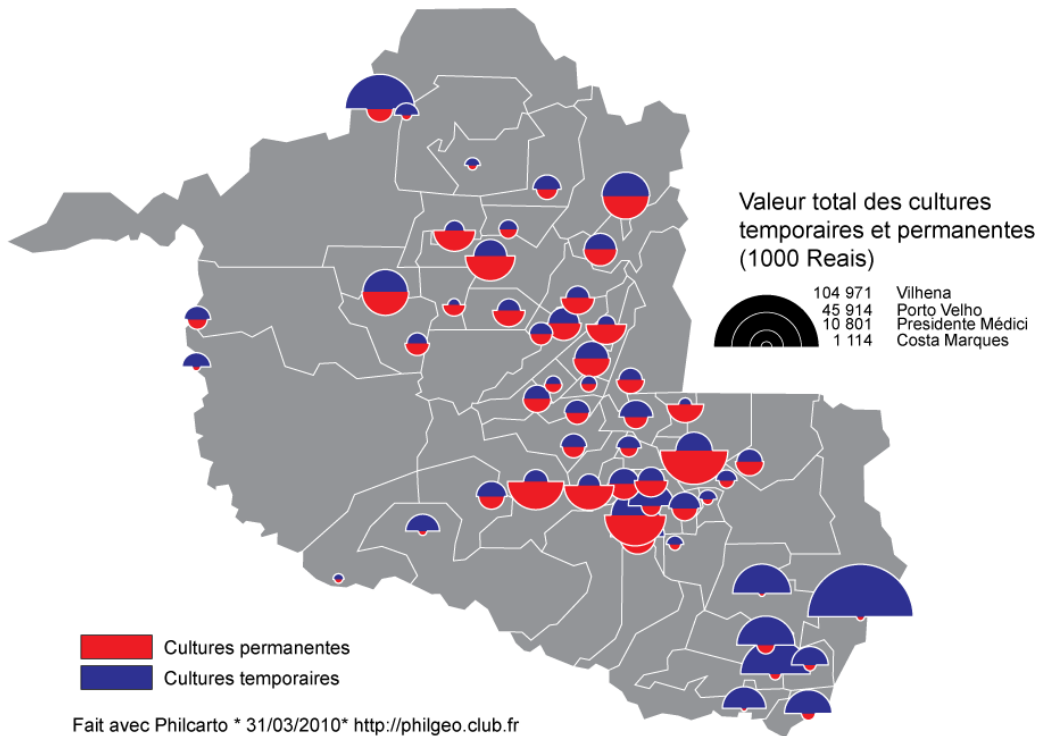 Valeur total des cultures
temporaires et permanentes
(1000 Reais)
104 971 Vilhena
45 914 Porto Velho
10 801 Presidente Médici
1 114 Costa Marques
Cultures permanentes
Cultures temporaires
Fait avec Philcarto * 31/03/2010* http://philgeo.club.fr